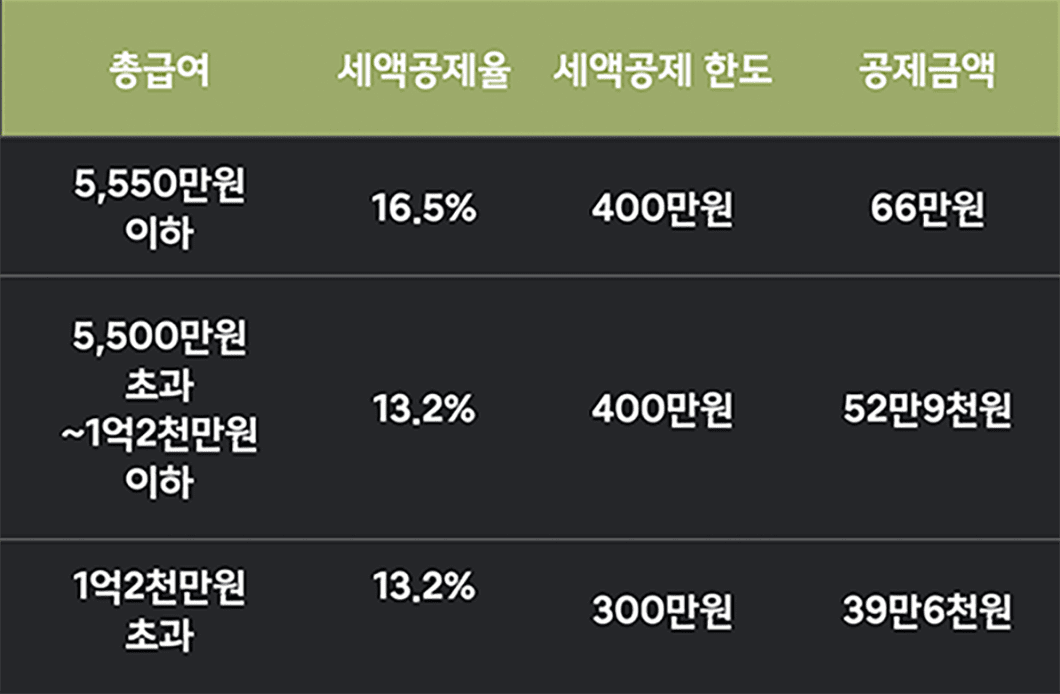 총급여 세액공제율 세액공제 한도 공제금액
5,550만원
이하
16.5% 400만원 66만원
5,500만원
초과
~1억2천만원
이하
13.2% 400만원 52만9천원
1억2천만원
초과
13.2%
300만원 39만6천원